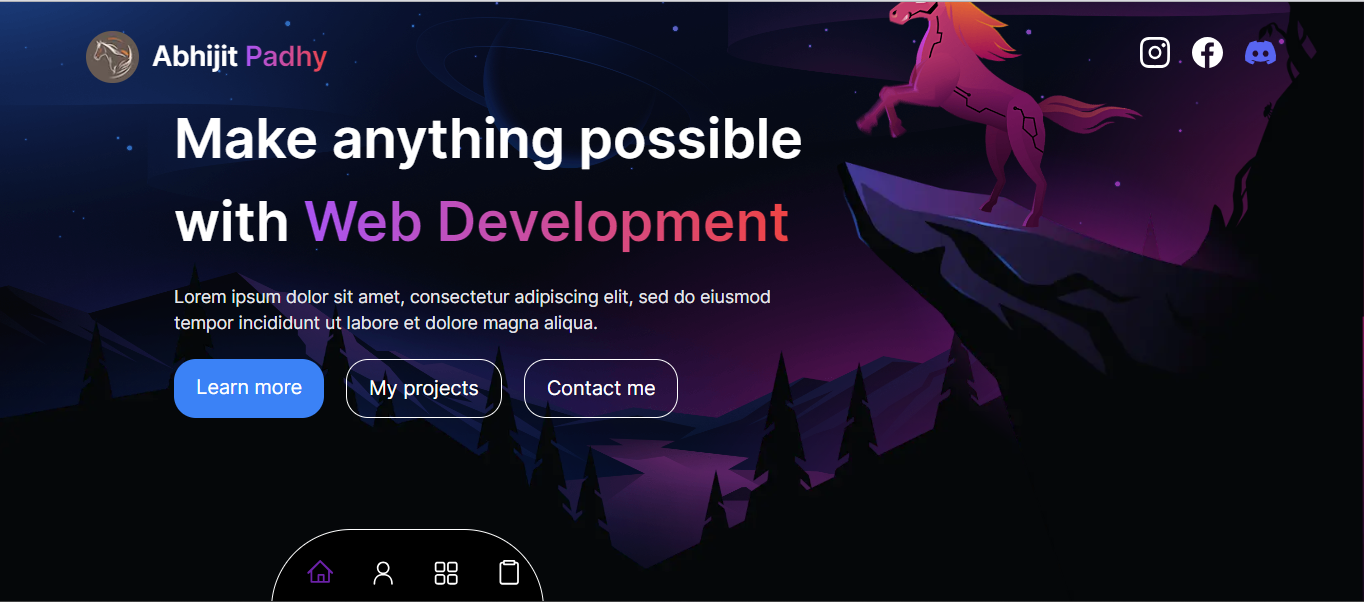 Abhijit Padhy
Make anything possible
with Web Development
Lorem ipsum dolor sit amet, consectetur adipiscing elit, sed do eiusmod
tempor incididunt ut labore et dolore magna aliqua.
Learn more
My projects
Contact me